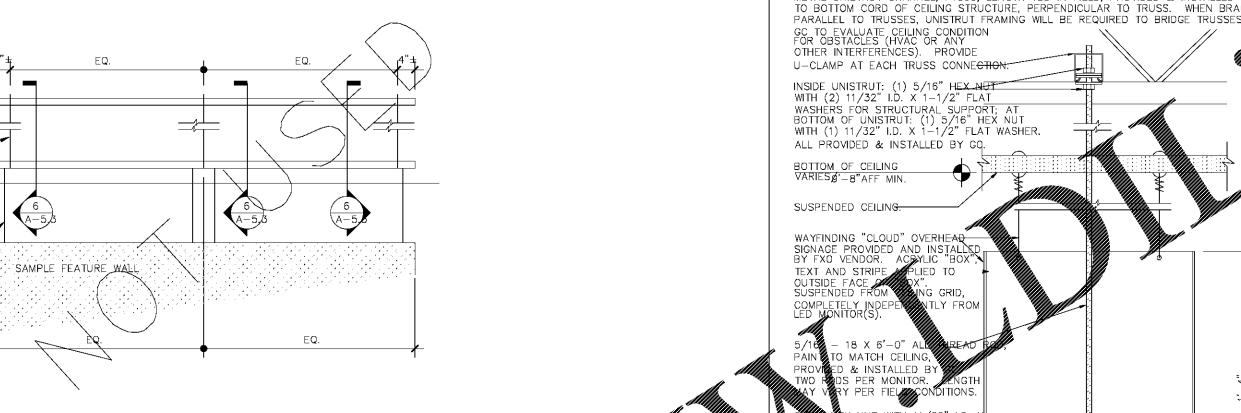 EQ.
EQ.
4"±
6
A-5.3
6
A-5.3
6
A-5.3
SAMPLE FEATURE WALL
EQ.
EQ.
NOT USED
TO BOTTOM CORD OF CEILING STRUCTURE, PERPENDICULAR TO TRUSS. WHEN
PARALLEL TO TRUSSES, UNISTRUT FRAMING WILL BE REQUIRED TO BRIDGE TRUSSES
GC TO EVALUATE CEILING CONDITION
FOR OBSTACLES (HVAC OR ANY
OTHER INTERFERENCES). PROVIDE
U-CLAMP AT EACH TRUSS CONNECTION.
INSIDE UNISTRUT: (1) 5/16" HEX NUT
WITH (2) 11/32" I.D. X 1-1/2" FLAT
WASHERS FOR STRUCTURAL SUPPORT; AT
BOTTOM OF UNISTRUT: (1) 5/16" HEX NUT
WITH (1) 11/32" I.D. X 1-1/2" FLAT WASHER.
ALL PROVIDED & INSTALLED BY GC.
BOTTOM OF CEILING
VARIES 8'-8"AFF MIN.
SUSPENDED CEILING.
WAYFINDING "CLOUD" OVERHEAD
SIGNAGE PROVIDED AND INSTALLED
BY FXO VENDOR. ACRYLIC "BOX",
TEXT AND STRIPE APPLIED TO
OUTSIDE FACE OF "BOX".
SUSPENDED FROM CEILING GRID,
COMPLETELY INDEPENDENTLY FROM
LED MONITOR(S).
5/16" - 18 X 6'-0" ALL THREAD ROD,
PAINT TO MATCH CEILING,
PROVIDED & INSTALLED BY
TWO RODS PER MONITOR. LENGTH
MAY VARY PER FIELD CONDITIONS.
W.LDI